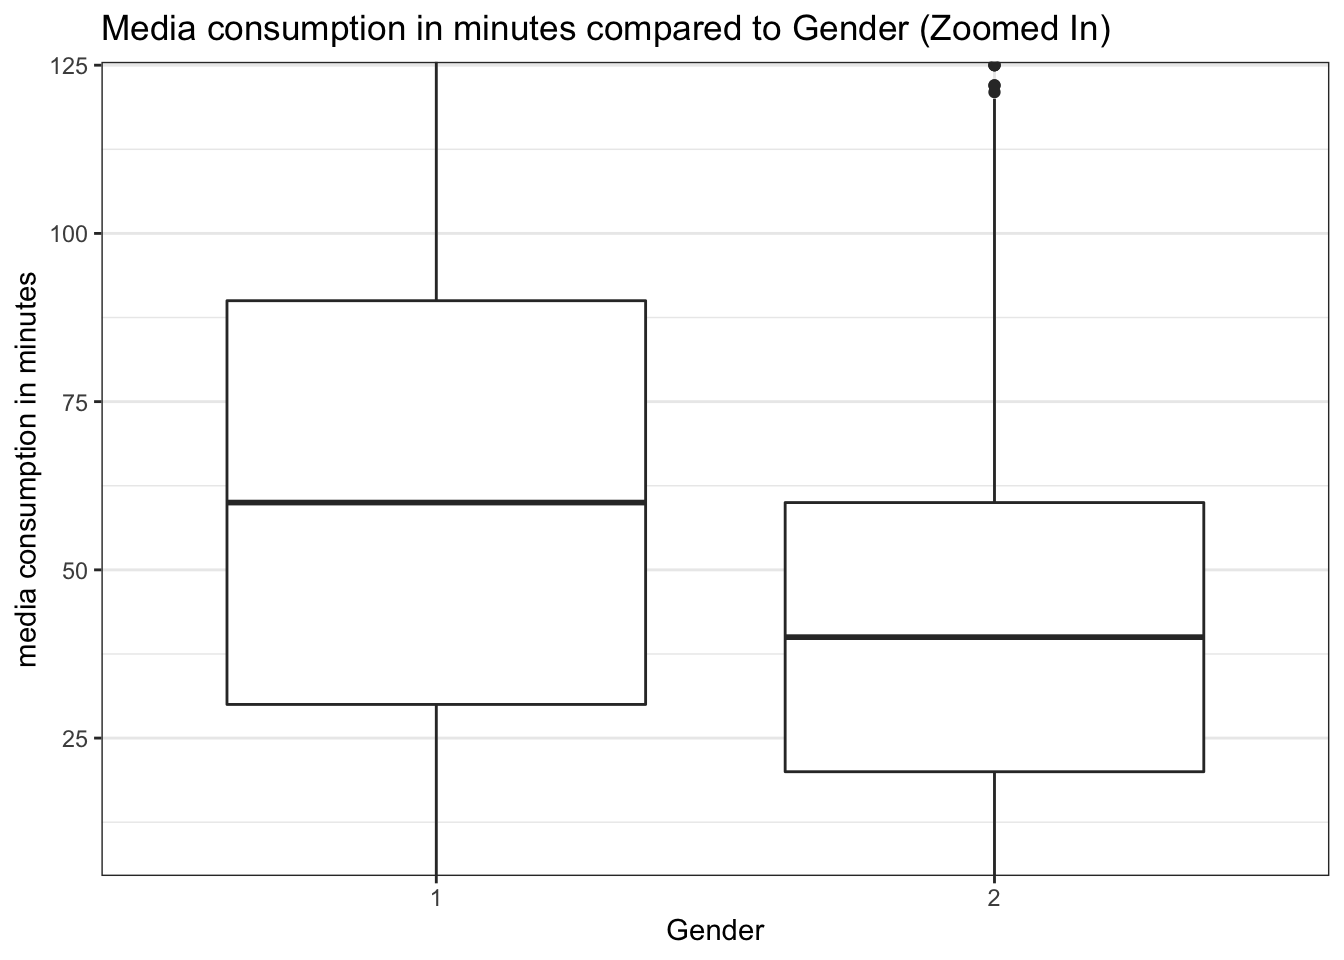 Media consumption in minutes compared to Gender (Zoomed In)
125
100
75
50
25
media consumption in minutes
1
2
Gender